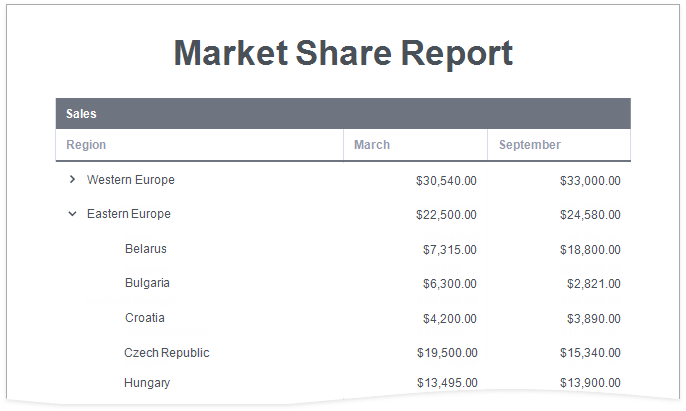 Market Share Report
Sales
Region March September
Western Europe $30,540.00 $33,000.00
Eastern Europe $22,500.00 $24,580.00
Belarus $7,315.00 $18,800.00
Bulgaria $6,300.00 $2,821.00
Croatia $4,200.00 $3,890.00
Czech Republic $19,500.00 $15,340.00
Hungary $13,495.00 $13,900.00